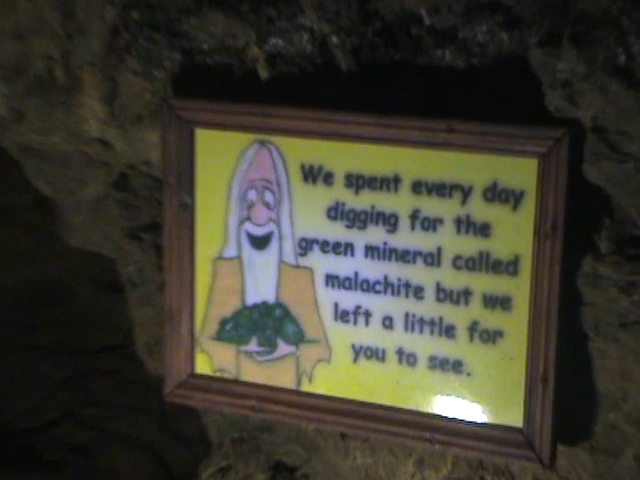 We spent every day
digging for the
green mineral called
malachite but we
left a little for
you to see.